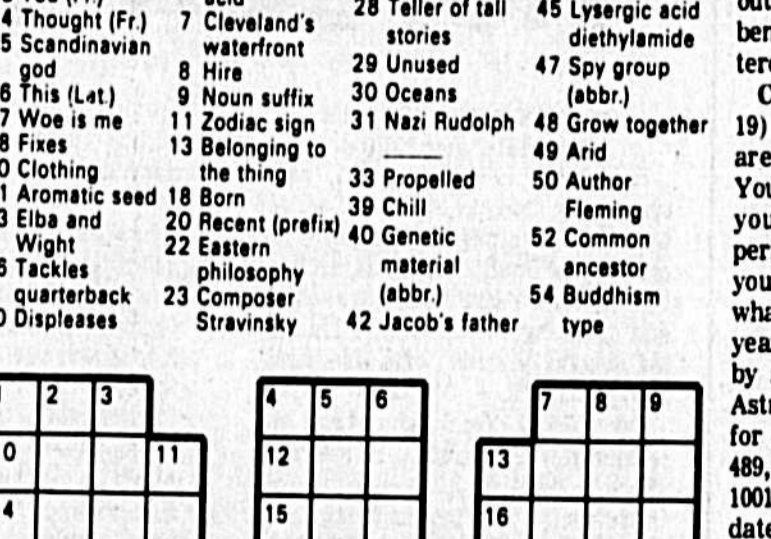 4 Thought (Fr.)
5 Scandinavian
god
6 This (Lat.)
7 Woe is me
8 Fixes
0 Clothing
1 Aromatic seed
3 Elba and
Wight
6 Tackles
quarterback
0 Displeases
7 Cleveland's
waterfront
8 Hire
9 Noun suffix
11 Zodiac sign
13 Belonging to
the thing
18 Born
20 Recent (prefix)
22 Eastern
philosophy
23 Composer
Stravinsky
28 Teller of tall
stories
29 Unused
30 Oceans
31 Nazi Rudolph
33 Propelled
39 Chill
40 Genetic
material
(abbr.)
42 Jacob's father
45 Lysergic acid
diethylamide
47 Spy group
(abbr.)
48 Grow together
49 Arid
50 Author
Fleming
52 Common
ancestor
54 Buddhism
type
ben
tere
C
19)
are
You
you
per
you
wha
yea
by
Astr
for
489,
1001
date
2 3 4 5 6 7 8 9
0 11 12 13
4 15 16